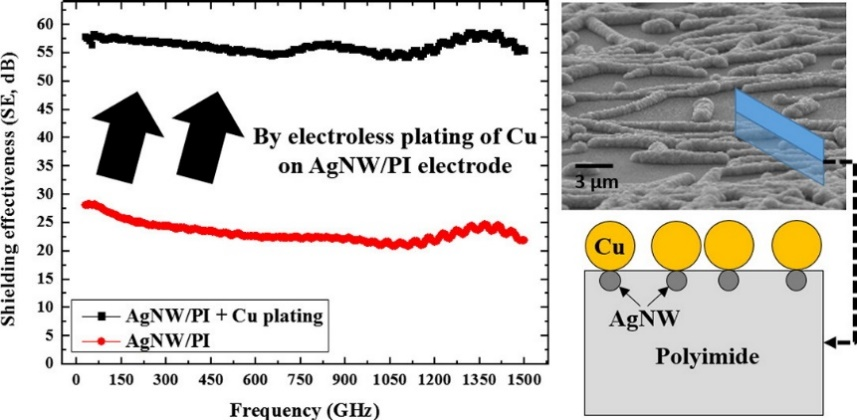 Shielding effectiveness (SE, dB)
60
55
50
45
40
35
30
25
20
15
10
5
0
By electroless plating of Cu
on AgNW/PI electrode
AgNW/PI + Cu plating
AgNW/PI
0 150 300 450 600 750 900 1050 1200 1350 1500
Frequency (GHz)
3 μm
Cu
AgNW
Polyimide